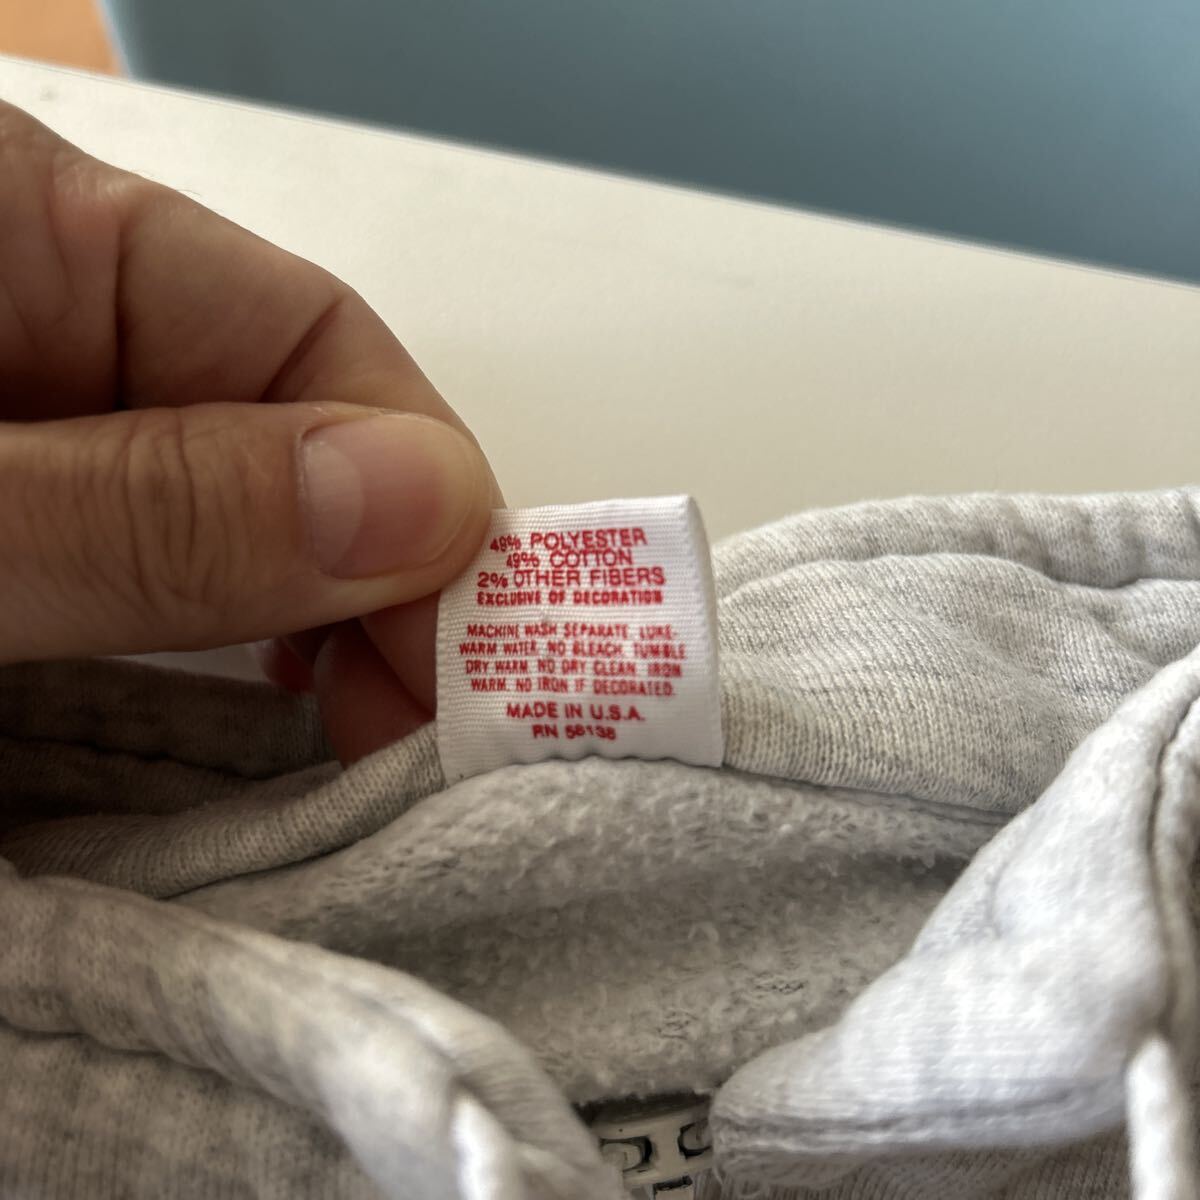 49% POLYESTER
49% COTTON
2% OTHER FIBERS
EXCLUSIVE OF DECORATION
MACHINE WASH SEPARATE, LUKE-
WARM WATER, NO BLEACH, TUMBLE
DRY WARM. NO DRY CLEAN. IRON
WARM. NO IRON IF DECORATED.
MADE IN U.S.A.
RN 56138